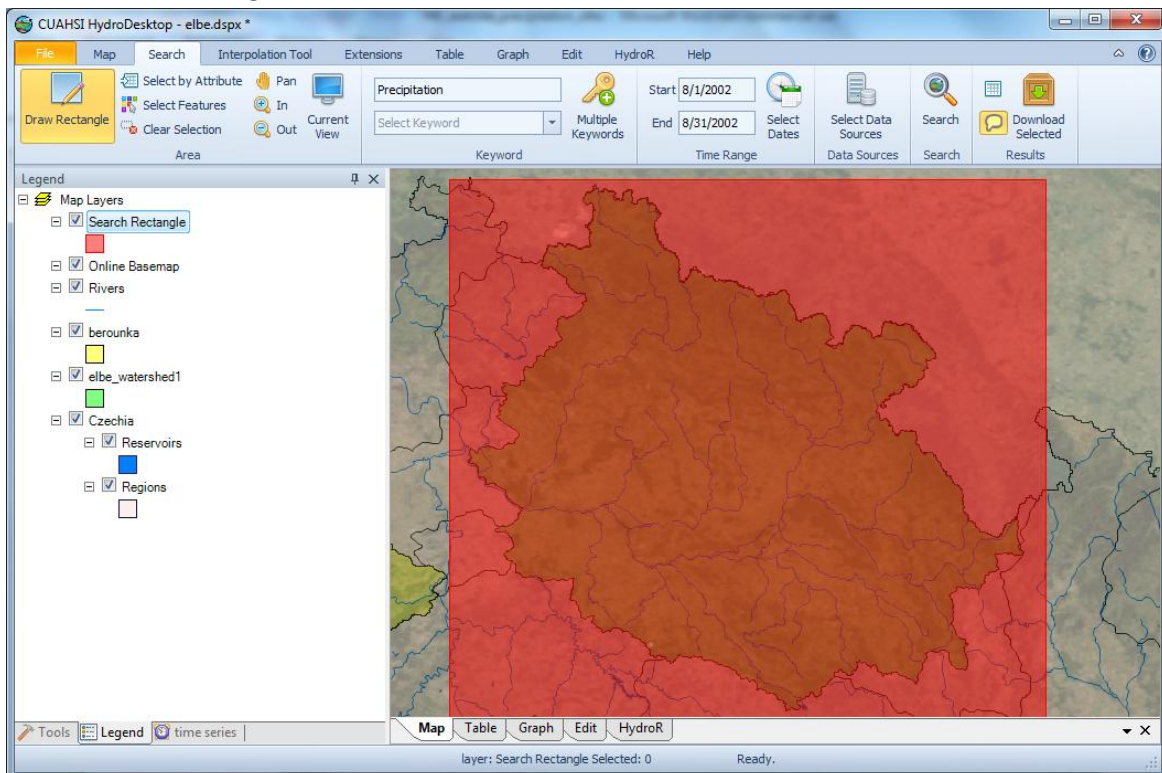 CUAHSI HydroDesktop - elbe.dspx *
File Map Search Interpolation Tool Extensions Table Graph Edit HydroR Help
Draw Rectangle
Select by Attribute
Select Features
Clear Selection
Pan
In
Out
Current View
Area
Precipitation
Select Keyword
Multiple Keywords
Keyword
Start 8/1/2002
End 8/31/2002
Select Dates
Time Range
Select Data Sources
Data Sources
Search
Search
Download Selected
Results
Legend
Map Layers
Search Rectangle
Online Basemap
Rivers
berounka
elbe_watershed1
Czechia
Reservoirs
Regions
Tools Legend time series
Map Table Graph Edit HydroR
layer: Search Rectangle Selected: 0 Ready.